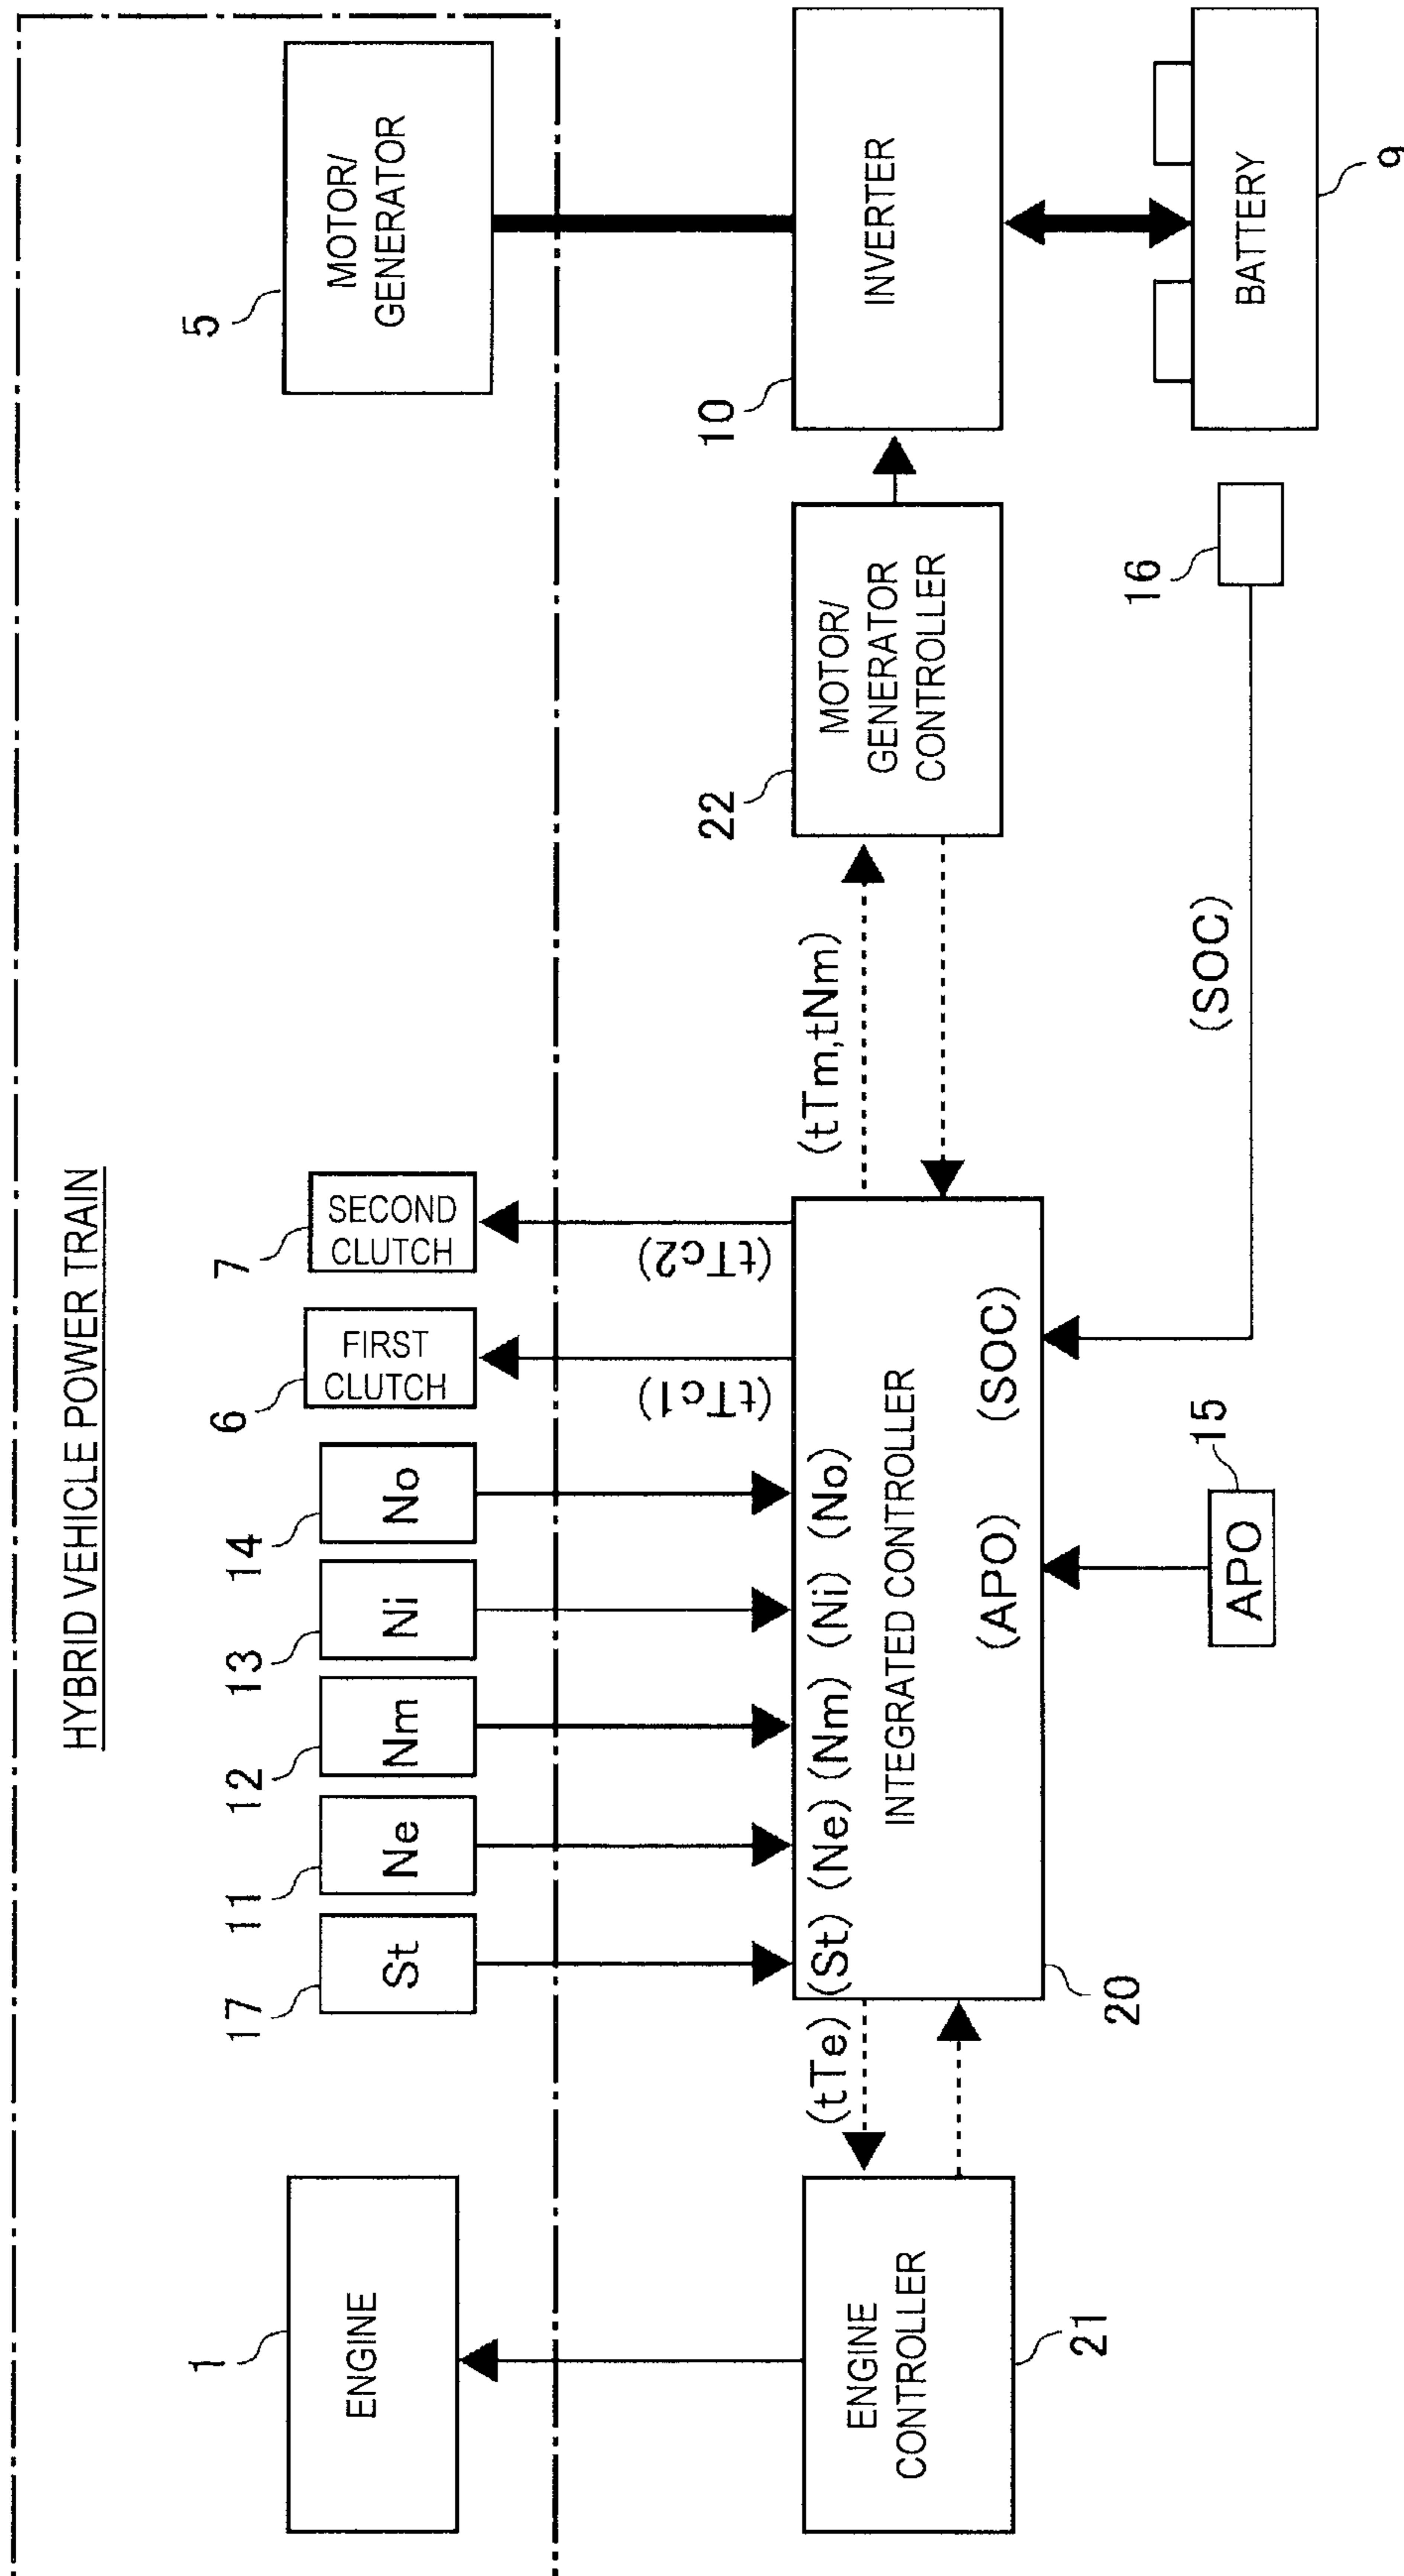 HYBRID VEHICLE POWER TRAIN
1
ENGINE
17
St
11
Ne
12
Nm
13
Ni
14
No
6
FIRST
CLUTCH
7
SECOND
CLUTCH
5
MOTOR/
GENERATOR
(tTc1)
(tTc2)
(tTe)
(St) (Ne) (Nm) (Ni) (No)
INTEGRATED CONTROLLER
(APO)
(SOC)
20
(tTm,tNm)
22
MOTOR/
GENERATOR
CONTROLLER
10
INVERTER
ENGINE
CONTROLLER
21
15
APO
(SOC)
16
BATTERY
9